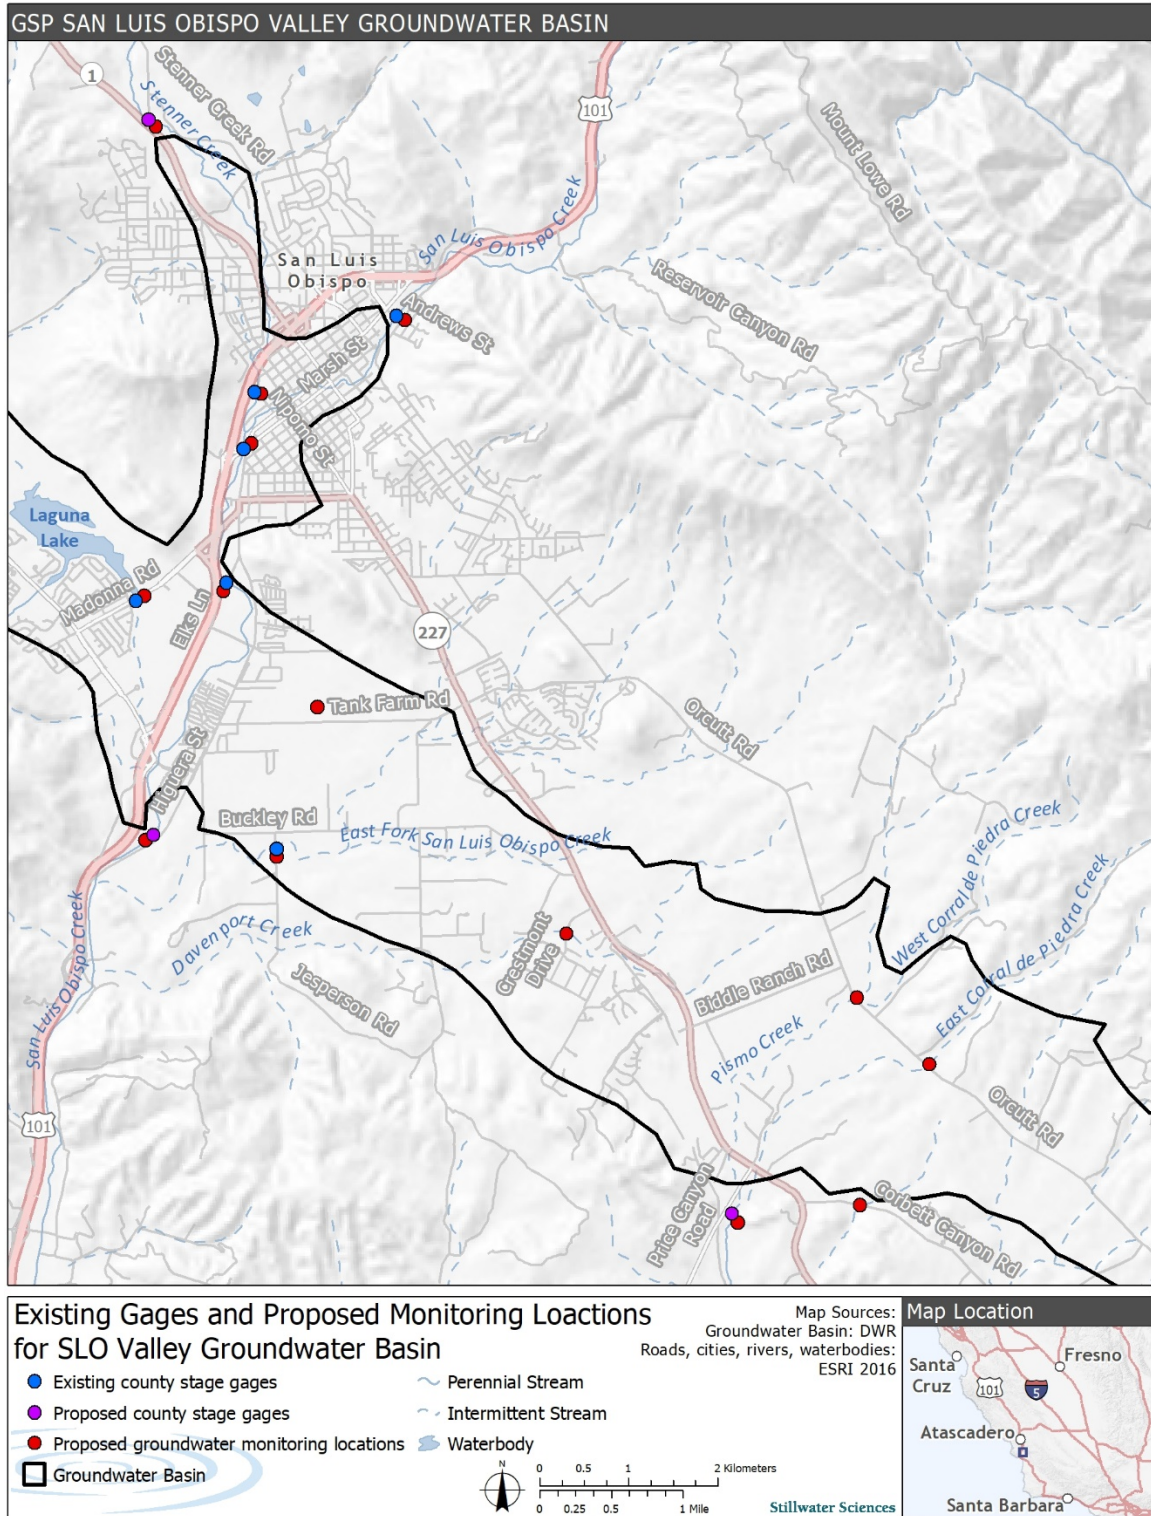 GSP SAN LUIS OBISPO VALLEY GROUNDWATER BASIN
1
Stenner Creek Rd
Stenner Creek
101
Mount Lowe Rd
San Luis Obispo Creek
San Luis
Obispo
Reservoir Canyon Rd
Andrews St
Marsh St
Nipomo St
Laguna
Lake
Madonna Rd
Elks Ln
227
Tank Farm Rd
Orcutt Rd
Higuera St
Buckley Rd
East Fork San Luis Obispo Creek
West Corral de Piedra Creek
East Corral de Piedra Creek
Davenport Creek
San Luis Obispo Creek
Crestmont
Drive
Jesperson Rd
Biddle Ranch Rd
Pismo Creek
101
Orcutt Rd
Price Canyon
Road
Corbett Canyon Rd
Existing Gages and Proposed Monitoring Loactions
for SLO Valley Groundwater Basin
Existing county stage gages
Proposed county stage gages
Proposed groundwater monitoring locations
Groundwater Basin
Perennial Stream
Intermittent Stream
Waterbody
Map Sources:
Groundwater Basin: DWR
Roads, cities, rivers, waterbodies:
ESRI 2016
N
0 0.5 1 2 Kilometers
0 0.25 0.5 1 Mile
Stillwater Sciences
Map Location
Santa
Cruz
Fresno
101
5
Atascadero
Santa Barbara